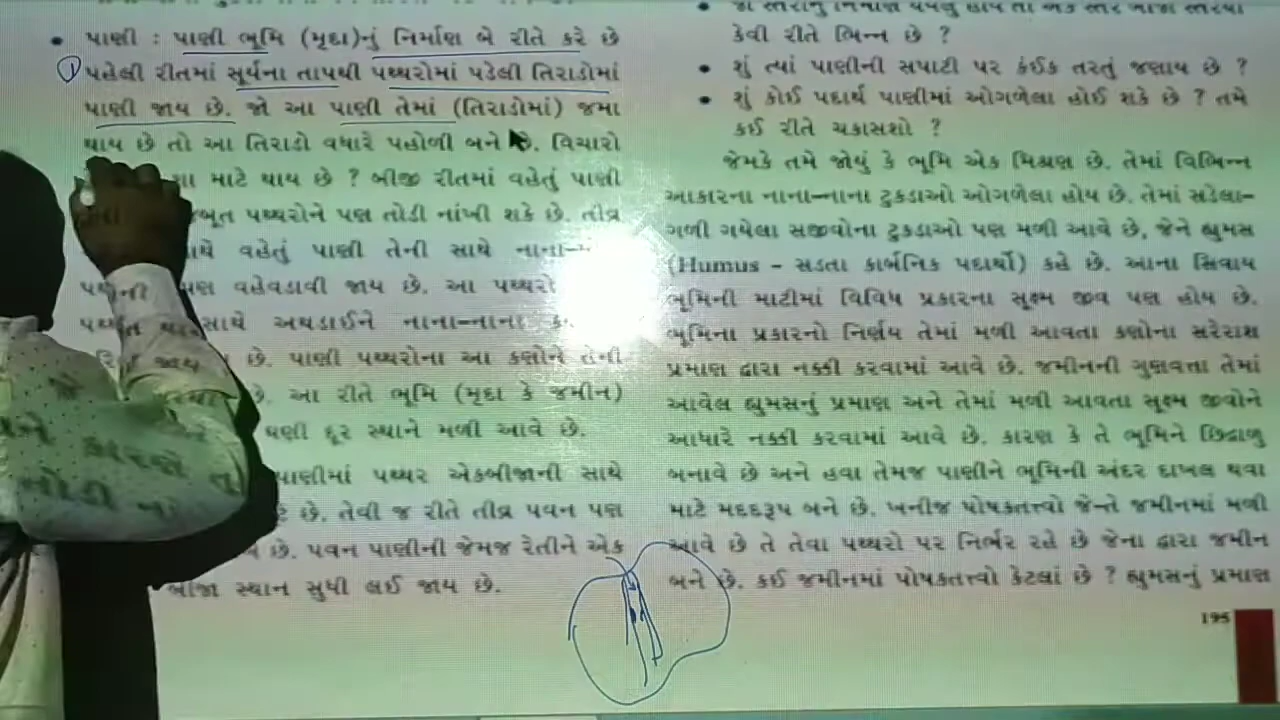 પાણી : પાણી ભૂમિ (મૃદા)નું નિર્માણ બે રીતે કરે છે
પહેલી રીતમાં સૂર્યના તાપથી પથ્થરોમાં પડેલી તિરાડોમાં
પાણી જાય છે. જો આ પાણી તેમાં (તિરાડોમાં) જમા
થાય છે તો આ તિરાડો વધારે પહોળી બને છે. વિચારો
શા માટે થાય છે ? બીજી રીતમાં વહેતું પાણી
પથ્થરોને પણ તોડી નાંખી શકે છે. તીવ્ર
વહેતું પાણી તેની સાથે નાના-
પણ વહેવડાવી જાય છે. આ પથ્થરો
સાથે અથડાઈને નાના-નાના
છે. પાણી પથ્થરોના આ કણોને તેની
છે. આ રીતે ભૂમિ (મૃદા કે જમીન)
ઘણી દૂર સ્થાને મળી આવે છે.
પાણીમાં પથ્થર એકબીજાની સાથે
છે. તેવી જ રીતે તીવ્ર પવન પણ
છે. પવન પાણીની જેમજ રેતીને એક
બીજા સ્થાન સુધી લઈ જાય છે.
કેવી રીતે ભિન્ન છે ?
શું ત્યાં પાણીની સપાટી પર કંઈક તરતું જણાય છે ?
શું કોઈ પદાર્થ પાણીમાં ઓગળેલા હોઈ શકે છે ? તમે
કઈ રીતે ચકાસશો ?
જેમકે તમે જોયું કે ભૂમિ એક મિશ્રણ છે. તેમાં વિભિન્ન
આકારના નાના-નાના ટુકડાઓ ઓગળેલા હોય છે. તેમાં સડેલા-
ગળી ગયેલા સજીવોના ટુકડાઓ પણ મળી આવે છે, જેને હ્યુમસ
(Humus - સડતા કાર્બનિક પદાર્થો) કહે છે. આના સિવાય
ભૂમિની માટીમાં વિવિધ પ્રકારના સૂક્ષ્મ જીવ પણ હોય છે.
ભૂમિના પ્રકારનો નિર્ણય તેમાં મળી આવતા કણોના સરેરાશ
પ્રમાણ દ્વારા નક્કી કરવામાં આવે છે. જમીનની ગુણવત્તા તેમાં
આવેલ હ્યુમસનું પ્રમાણ અને તેમાં મળી આવતા સૂક્ષ્મ જીવોને
આધારે નક્કી કરવામાં આવે છે. કારણ કે તે ભૂમિને છિદ્રાળુ
બનાવે છે અને હવા તેમજ પાણીને ભૂમિની અંદર દાખલ થવા
માટે મદદરૂપ બને છે. ખનીજ પોષકતત્ત્વો જે-તે જમીનમાં મળી
આવે છે તે તેવા પથ્થરો પર નિર્ભર રહે છે જેના દ્વારા જમીન
બને છે. કઈ જમીનમાં પોષકતત્ત્વો કેટલાં છે ? હ્યુમસનું પ્રમાણ
195